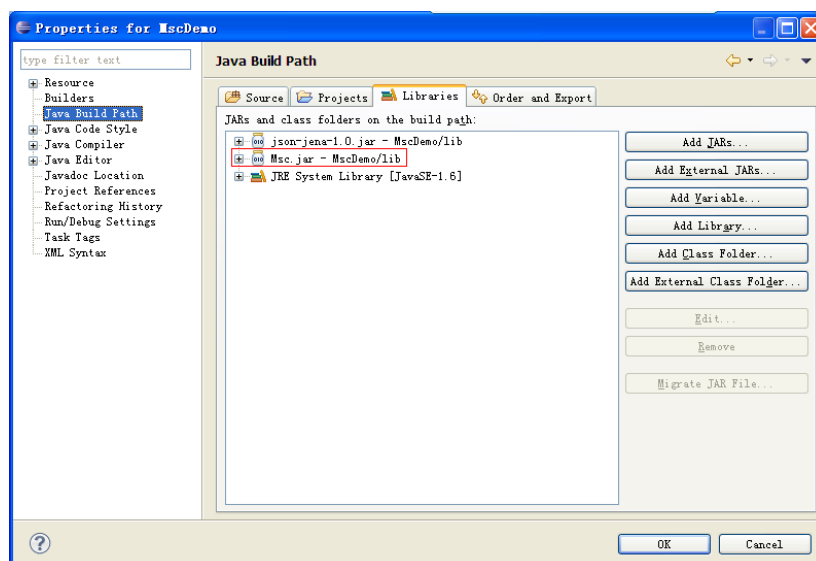 Properties for MscDemo
type filter text
Java Build Path
Resource
Builders
Java Build Path
Java Code Style
Java Compiler
Java Editor
Javadoc Location
Project References
Refactoring History
Run/Debug Settings
Task Tags
XML Syntax
Source
Projects
Libraries
Order and Export
JARs and class folders on the build path:
json-jena-1.0.jar - MscDemo/lib
Msc.jar - MscDemo/lib
JRE System Library [JavaSE-1.6]
Add JARs...
Add External JARs...
Add Variable...
Add Library...
Add Class Folder...
Add External Class Folder...
Edit...
Remove
Migrate JAR File...
OK
Cancel